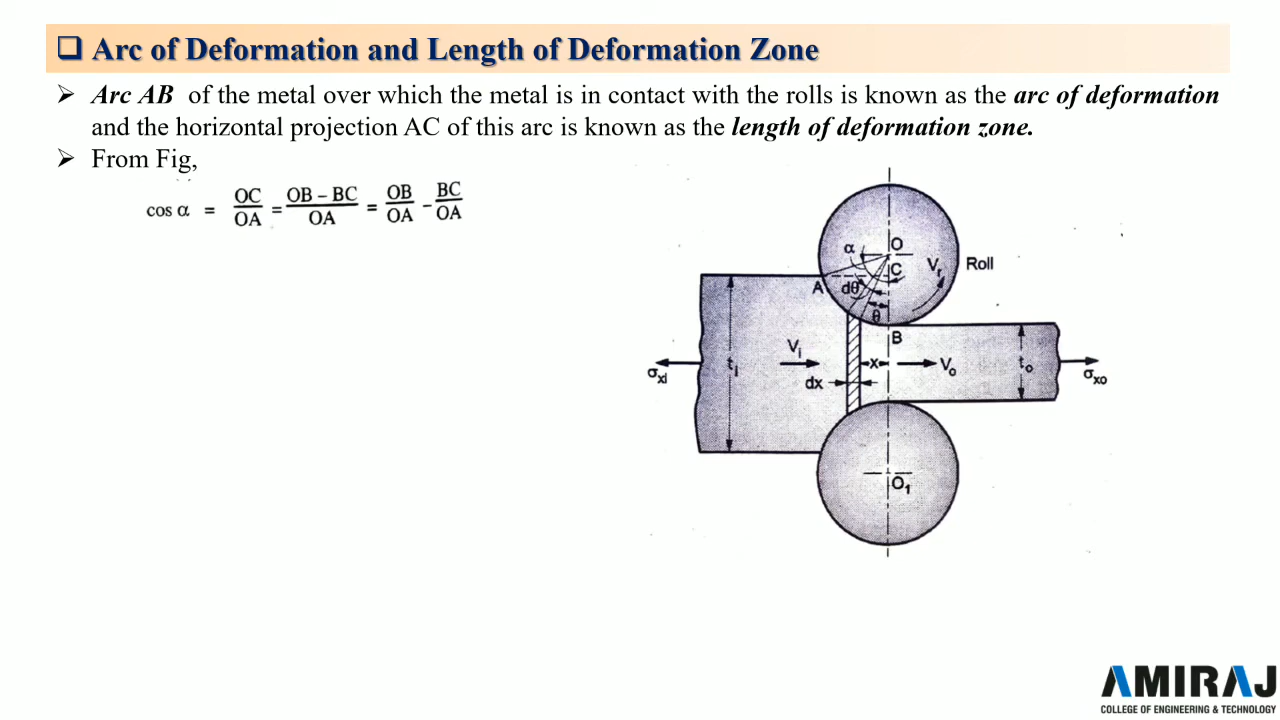 ❑ Arc of Deformation and Length of Deformation Zone
➢ Arc AB of the metal over which the metal is in contact with the rolls is known as the arc of deformation
and the horizontal projection AC of this arc is known as the length of deformation zone.
➢ From Fig,
cos α = OC/OA = OB – BC/OA = OB/OA – BC/OA
α O
C Vr Roll
A dθ
θ
B
Vi x Vo
σxi ti dx to σxo
O1
AMIRAJ
COLLEGE OF ENGINEERING & TECHNOLOGY